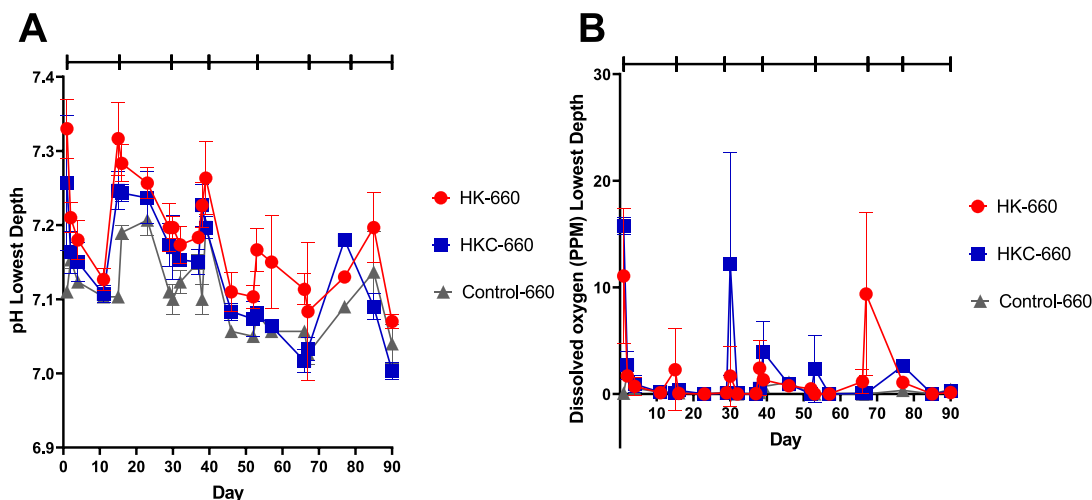 A
7.4
7.3
7.2
7.1
7.0
6.9
pH Lowest Depth
0 10 20 30 40 50 60 70 80 90
Day
HK-660
HKC-660
Control-660
B
30
20
10
0
Dissolved oxygen (PPM) Lowest Depth
10 20 30 40 50 60 70 80 90
Day
HK-660
HKC-660
Control-660